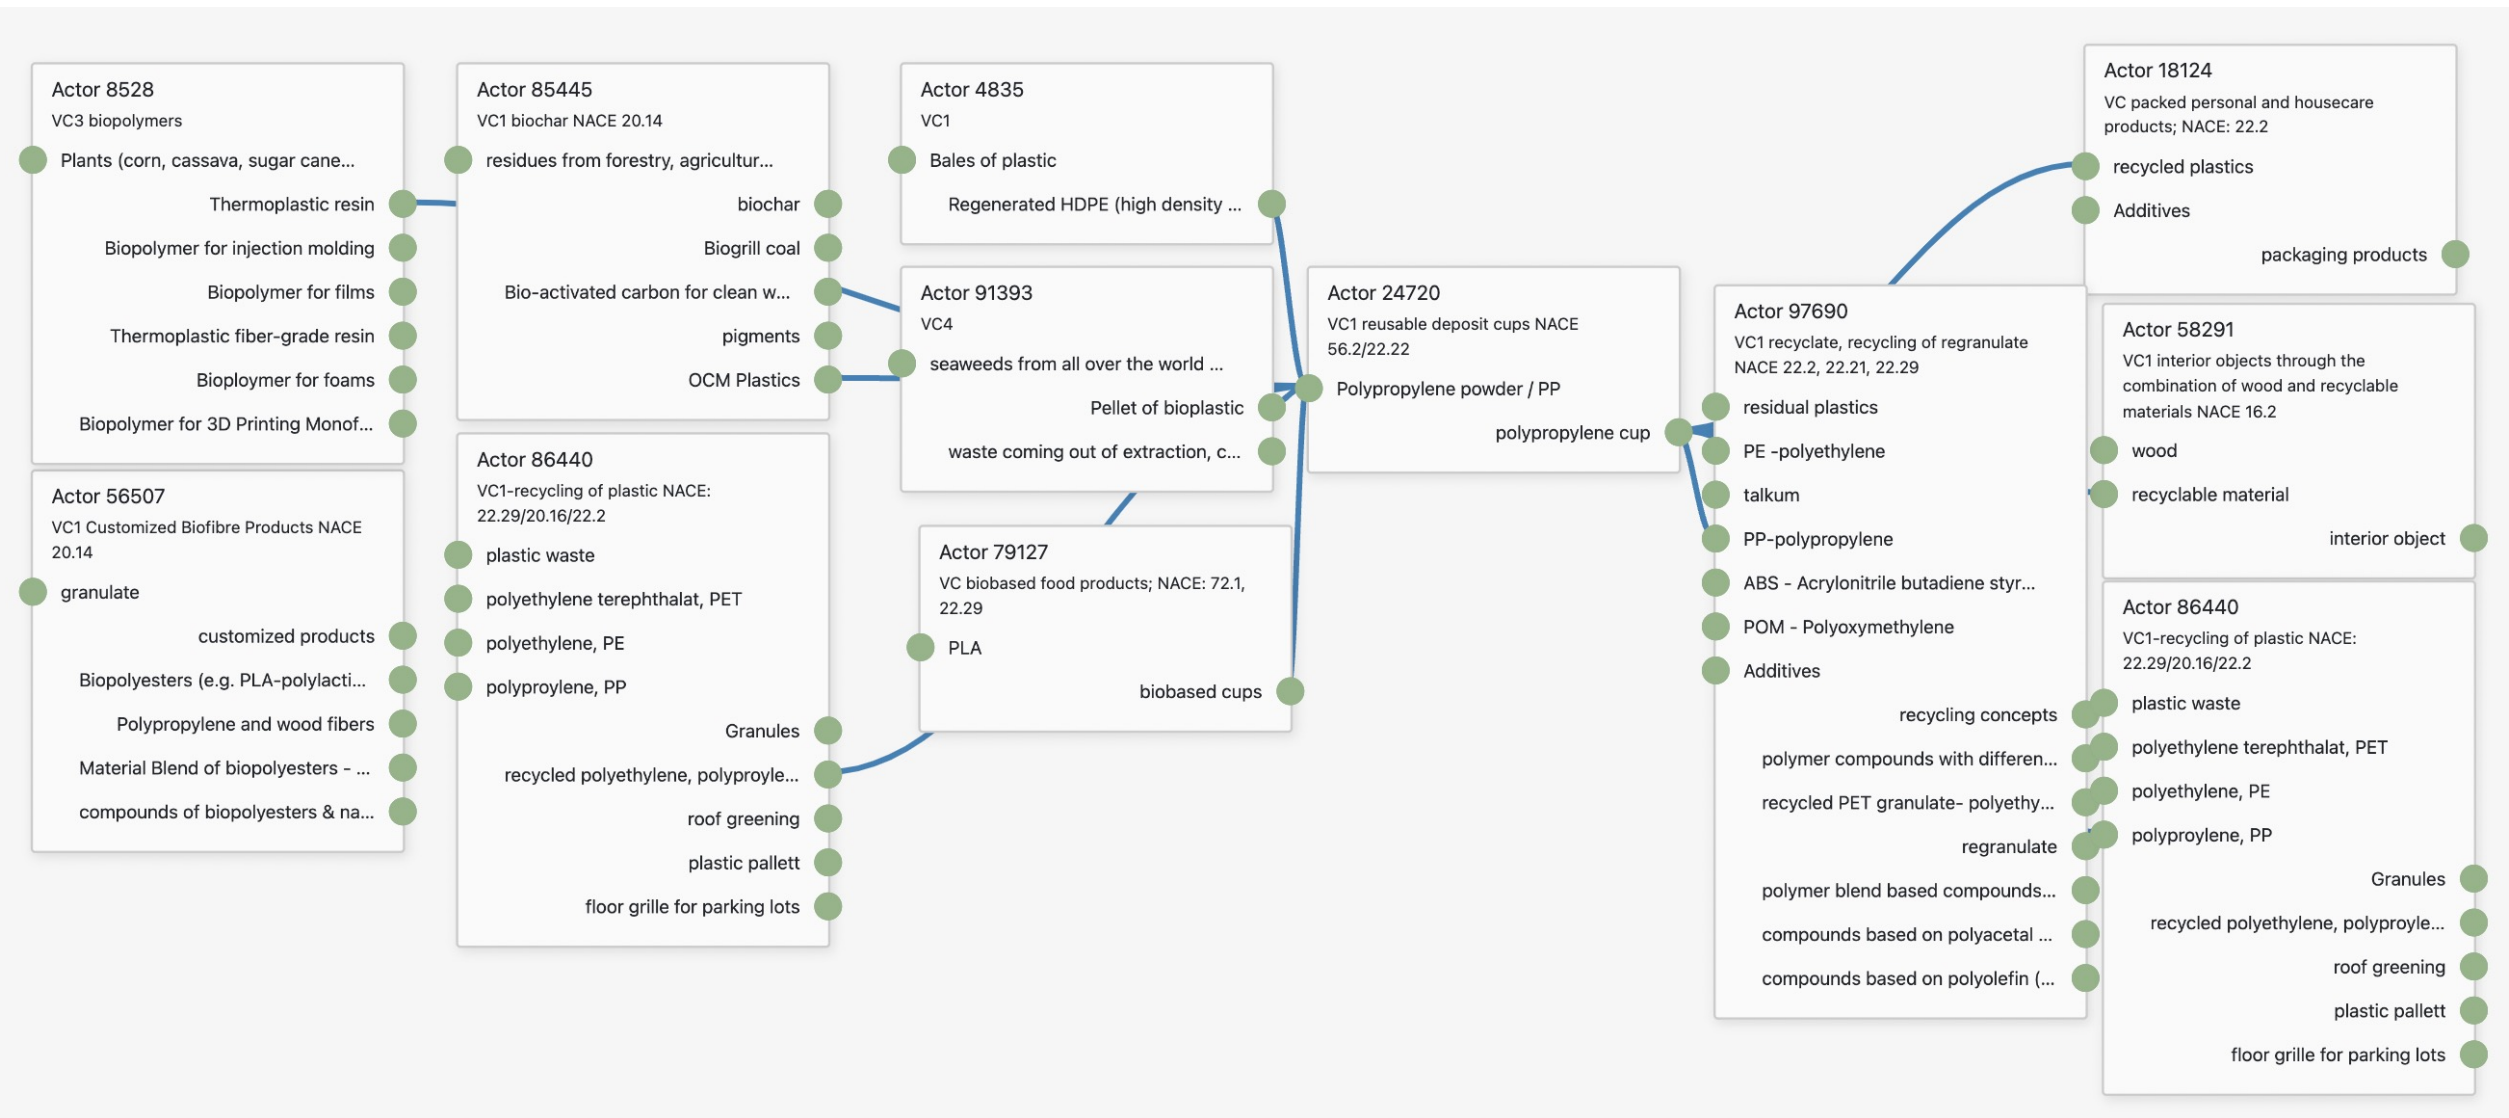 Actor 8528
VC3 biopolymers
Plants (corn, cassava, sugar cane...
Thermoplastic resin
Biopolymer for injection molding
Biopolymer for films
Thermoplastic fiber-grade resin
Bioploymer for foams
Biopolymer for 3D Printing Monof...
Actor 56507
VC1 Customized Biofibre Products NACE
20.14
granulate
customized products
Biopolyesters (e.g. PLA-polylacti...
Polypropylene and wood fibers
Material Blend of biopolyesters - ...
compounds of biopolyesters & na...
Actor 85445
VC1 biochar NACE 20.14
residues from forestry, agricultur...
biochar
Biogrill coal
Bio-activated carbon for clean w...
pigments
OCM Plastics
Actor 86440
VC1-recycling of plastic NACE:
22.29/20.16/22.2
plastic waste
polyethylene terephthalat, PET
polyethylene, PE
polyproylene, PP
Granules
recycled polyethylene, polyproyle...
roof greening
plastic pallett
floor grille for parking lots
Actor 4835
VC1
Bales of plastic
Regenerated HDPE (high density ...
Actor 91393
VC4
seaweeds from all over the world ...
Pellet of bioplastic
waste coming out of extraction, c...
Actor 79127
VC biobased food products; NACE: 72.1,
22.29
PLA
biobased cups
Actor 24720
VC1 reusable deposit cups NACE
56.2/22.22
Polypropylene powder / PP
polypropylene cup
Actor 97690
VC1 recyclate, recycling of regranulate
NACE 22.2, 22.21, 22.29
residual plastics
PE -polyethylene
talkum
PP-polypropylene
ABS - Acrylonitrile butadiene styr...
POM - Polyoxymethylene
Additives
recycling concepts
polymer compounds with differen...
recycled PET granulate- polyethy...
regranulate
polymer blend based compounds...
compounds based on polyacetal ...
compounds based on polyolefin (...
Actor 18124
VC packed personal and housecare
products; NACE: 22.2
recycled plastics
Additives
packaging products
Actor 58291
VC1 interior objects through the
combination of wood and recyclable
materials NACE 16.2
wood
recyclable material
interior object
Actor 86440
VC1-recycling of plastic NACE:
22.29/20.16/22.2
plastic waste
polyethylene terephthalat, PET
polyethylene, PE
polyproylene, PP
Granules
recycled polyethylene, polyproyle...
roof greening
plastic pallett
floor grille for parking lots